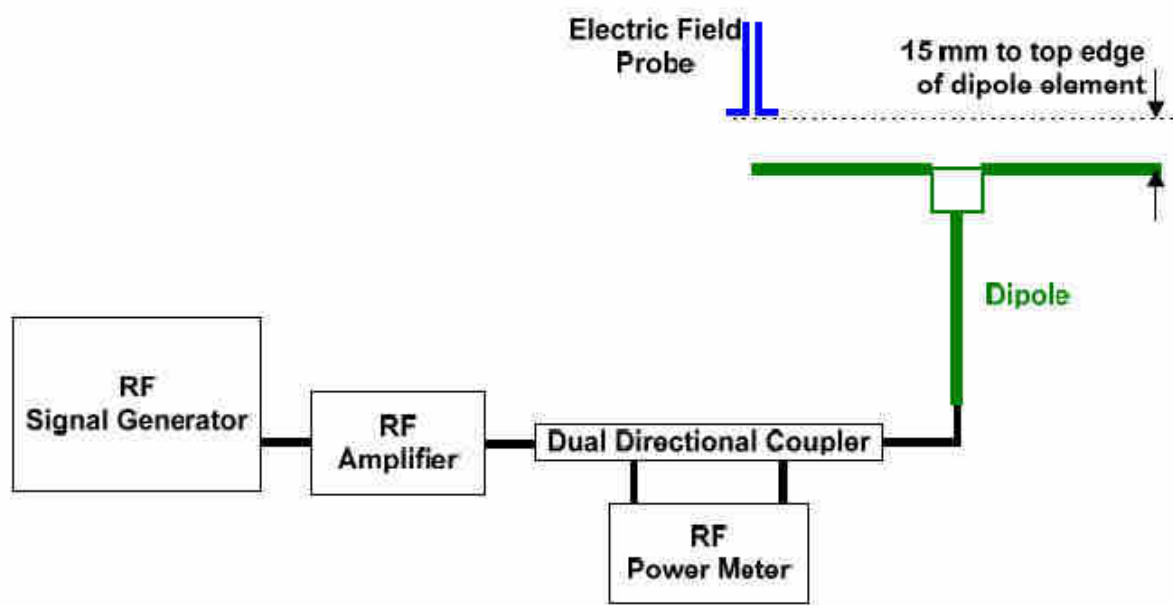 Electric Field
Probe
15 mm to top edge
of dipole element
Dipole
RF
Signal Generator
RF
Amplifier
Dual Directional Coupler
RF
Power Meter